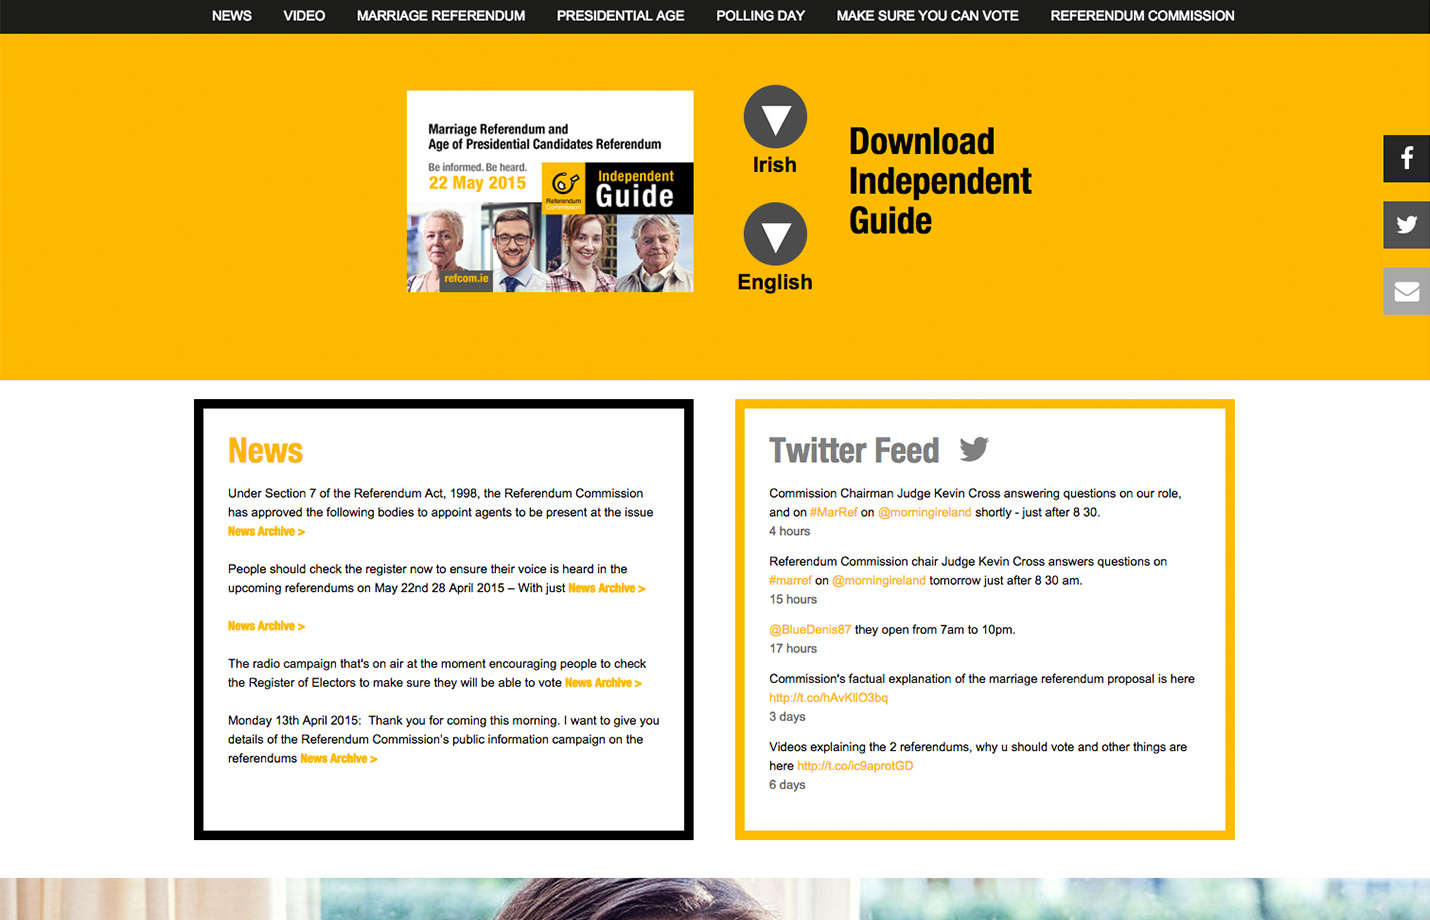 NEWS VIDEO MARRIAGE REFERENDUM PRESIDENTIAL AGE POLLING DAY MAKE SURE YOU CAN VOTE REFERENDUM COMMISSION
Marriage Referendum and
Age of Presidential Candidates Referendum
Be informed. Be heard.
22 May 2015
Referendum
Commission
Independent
Guide
refcom.ie
Irish
English
Download
Independent
Guide
News
Under Section 7 of the Referendum Act, 1998, the Referendum Commission
has approved the following bodies to appoint agents to be present at the issue
News Archive >
People should check the register now to ensure their voice is heard in the
upcoming referendums on May 22nd 28 April 2015 – With just News Archive >
News Archive >
The radio campaign that's on air at the moment encouraging people to check
the Register of Electors to make sure they will be able to vote News Archive >
Monday 13th April 2015:  Thank you for coming this morning. I want to give you
details of the Referendum Commission's public information campaign on the
referendums News Archive >
Twitter Feed
Commission Chairman Judge Kevin Cross answering questions on our role,
and on #MarRef on @morningireland shortly - just after 8 30.
4 hours
Referendum Commission chair Judge Kevin Cross answers questions on
#marref on @morningireland tomorrow just after 8 30 am.
15 hours
@BlueDenis87 they open from 7am to 10pm.
17 hours
Commission's factual explanation of the marriage referendum proposal is here
http://t.co/hAvKllO3bq
3 days
Videos explaining the 2 referendums, why u should vote and other things are
here http://t.co/ic9aprotGD
6 days